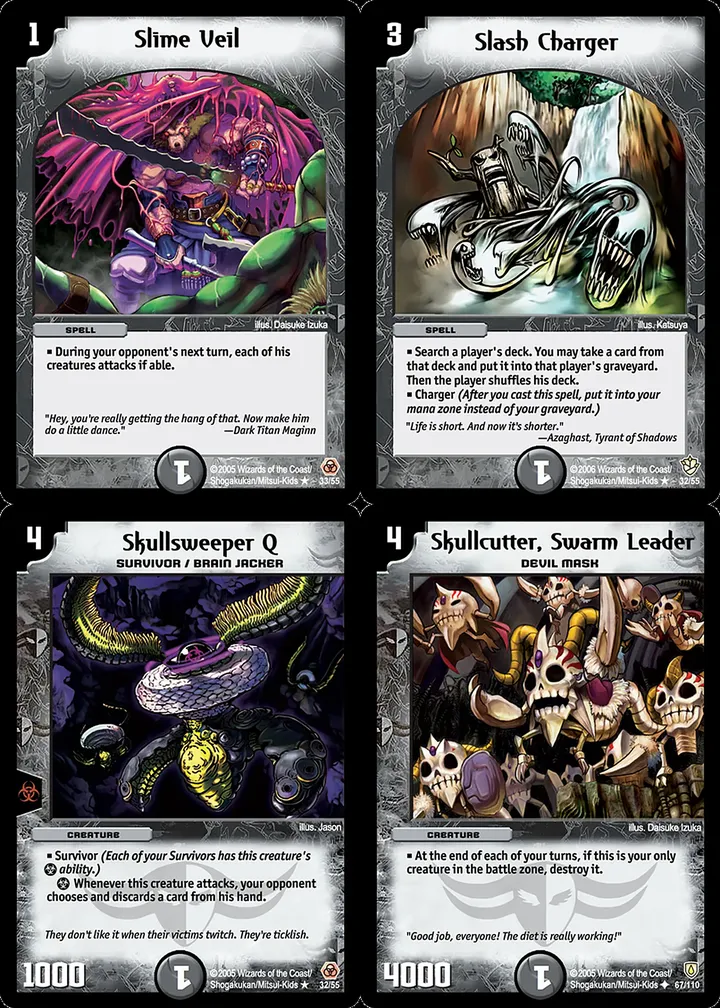 1
Slime Veil
SPELL
illus. Daisuke Izuka
▪ During your opponent's next turn, each of his
creatures attacks if able.
"Hey, you're really getting the hang of that. Now make him
do a little dance."
—Dark Titan Maginn
1
©2005 Wizards of the Coast/
Shogakukan/Mitsui-Kids ★ 33/55
3
Slash Charger
SPELL
illus. Katsuya
▪ Search a player's deck. You may take a card from
that deck and put it into that player's graveyard.
Then the player shuffles his deck.
▪ Charger (After you cast this spell, put it into your
mana zone instead of your graveyard.)
"Life is short. And now it's shorter."
—Azaghast, Tyrant of Shadows
1
©2006 Wizards of the Coast/
Shogakukan/Mitsui-Kids ★ 32/55
4
Skullsweeper Q
SURVIVOR / BRAIN JACKER
illus. Jason
CREATURE
▪ Survivor (Each of your Survivors has this creature's
ability.)
Whenever this creature attacks, your opponent
chooses and discards a card from his hand.
They don't like it when their victims twitch. They're ticklish.
1000
1
©2005 Wizards of the Coast/
Shogakukan/Mitsui-Kids ★ 32/55
4
Skullcutter, Swarm Leader
DEVIL MASK
illus. Daisuke Izuka
CREATURE
▪ At the end of each of your turns, if this is your only
creature in the battle zone, destroy it.
"Good job, everyone! The diet is really working!"
4000
1
©2005 Wizards of the Coast/
Shogakukan/Mitsui-Kids ✦ 67/110